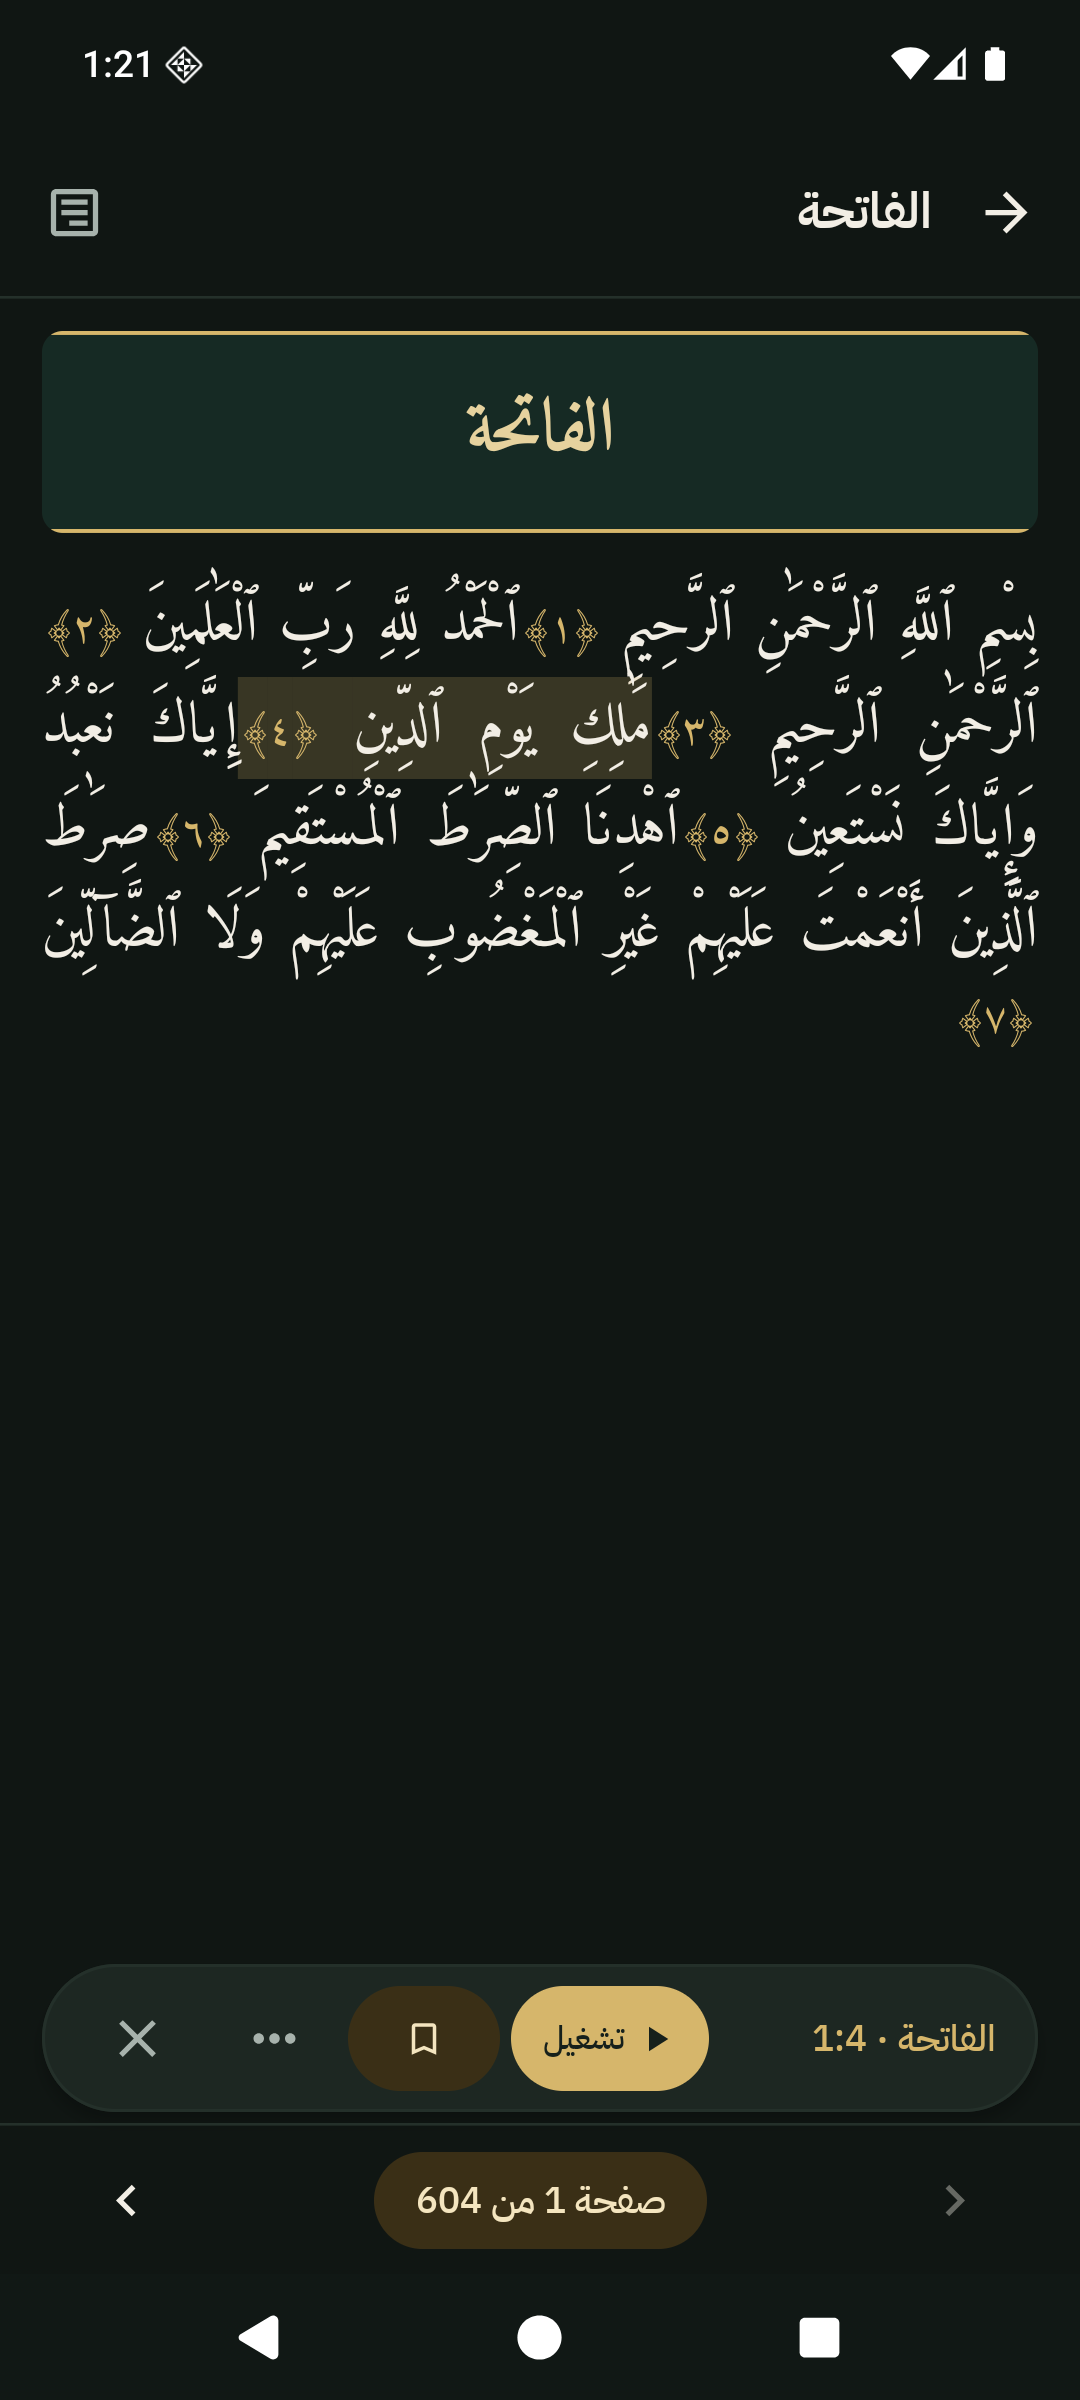 1:21
الفاتحة
الفاتحة
بِسْمِ ٱللَّهِ ٱلرَّحْمَٰنِ ٱلرَّحِيمِ ﴿١﴾ ٱلْحَمْدُ لِلَّهِ رَبِّ ٱلْعَٰلَمِينَ ﴿٢﴾
ٱلرَّحْمَٰنِ ٱلرَّحِيمِ ﴿٣﴾ مَٰلِكِ يَوْمِ ٱلدِّينِ ﴿٤﴾ إِيَّاكَ نَعْبُدُ
وَإِيَّاكَ نَسْتَعِينُ ﴿٥﴾ ٱهْدِنَا ٱلصِّرَٰطَ ٱلْمُسْتَقِيمَ ﴿٦﴾ صِرَٰطَ
ٱلَّذِينَ أَنْعَمْتَ عَلَيْهِمْ غَيْرِ ٱلْمَغْضُوبِ عَلَيْهِمْ وَلَا ٱلضَّآلِّينَ
﴿٧﴾
الفاتحة · 1:4
تشغيل
صفحة 1 من 604